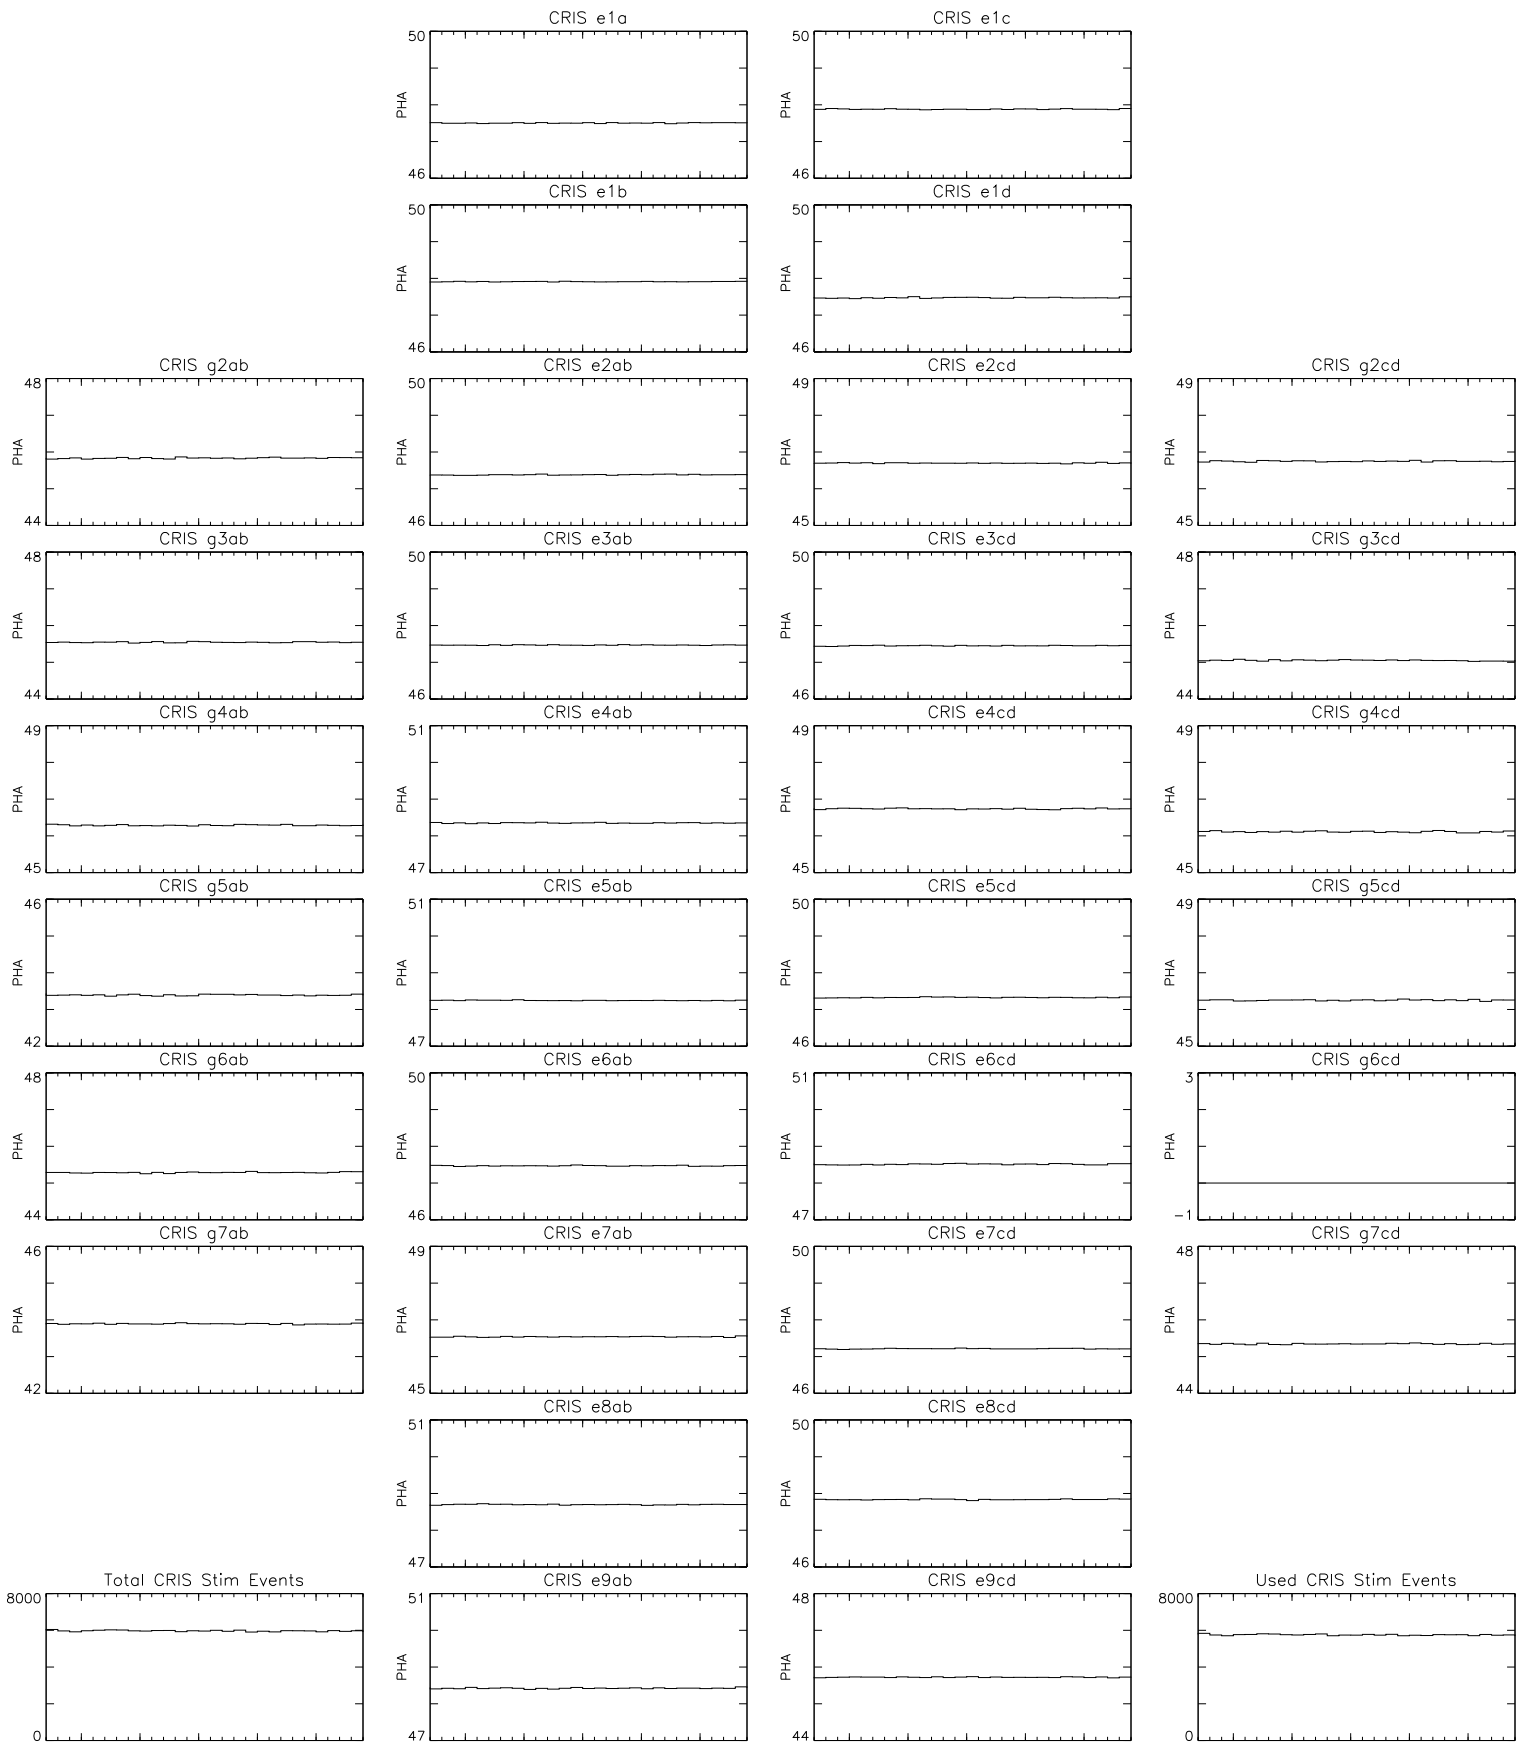 CRIS e1a
50
PHA
46
CRIS e1c
50
PHA
46
CRIS e1b
50
PHA
46
CRIS e1d
50
PHA
46
CRIS g2ab
48
PHA
44
CRIS e2ab
50
PHA
46
CRIS e2cd
49
PHA
45
CRIS g2cd
49
PHA
45
CRIS g3ab
48
PHA
44
CRIS e3ab
50
PHA
46
CRIS e3cd
50
PHA
46
CRIS g3cd
48
PHA
44
CRIS g4ab
49
PHA
45
CRIS e4ab
51
PHA
47
CRIS e4cd
49
PHA
45
CRIS g4cd
49
PHA
45
CRIS g5ab
46
PHA
42
CRIS e5ab
51
PHA
47
CRIS e5cd
50
PHA
46
CRIS g5cd
49
PHA
45
CRIS g6ab
48
PHA
44
CRIS e6ab
50
PHA
46
CRIS e6cd
51
PHA
47
CRIS g6cd
3
PHA
-1
CRIS g7ab
46
PHA
42
CRIS e7ab
49
PHA
45
CRIS e7cd
50
PHA
46
CRIS g7cd
48
PHA
44
CRIS e8ab
51
PHA
47
CRIS e8cd
50
PHA
46
Total CRIS Stim Events
8000
0
CRIS e9ab
51
PHA
47
CRIS e9cd
48
PHA
44
Used CRIS Stim Events
8000
0